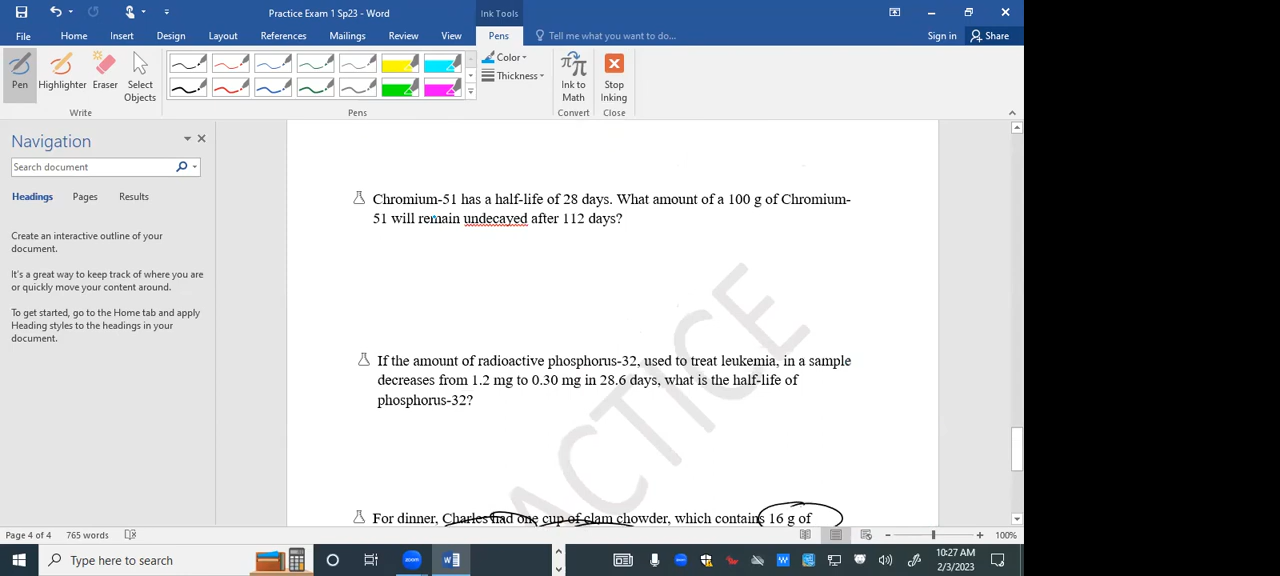 Practice Exam 1 Sp23 - Word
Ink Tools
File
Home
Insert
Design
Layout
References
Mailings
Review
View
Pens
Tell me what you want to do...
Sign in
Share
Pen
Highlighter
Eraser
Select
Objects
Color
Thickness
Ink to
Math
Stop
Inking
Write
Pens
Convert
Close
Navigation
Search document
Headings
Pages
Results
Create an interactive outline of your
document.
It's a great way to keep track of where you are
or quickly move your content around.
To get started, go to the Home tab and apply
Heading styles to the headings in your
document.
Chromium-51 has a half-life of 28 days. What amount of a 100 g of Chromium-
51 will remain undecayed after 112 days?
If the amount of radioactive phosphorus-32, used to treat leukemia, in a sample
decreases from 1.2 mg to 0.30 mg in 28.6 days, what is the half-life of
phosphorus-32?
ACTICE
For dinner, Charles had one cup of clam chowder, which contains 16 g of
Page 4 of 4
765 words
100%
Type here to search
zoom
10:27 AM
2/3/2023